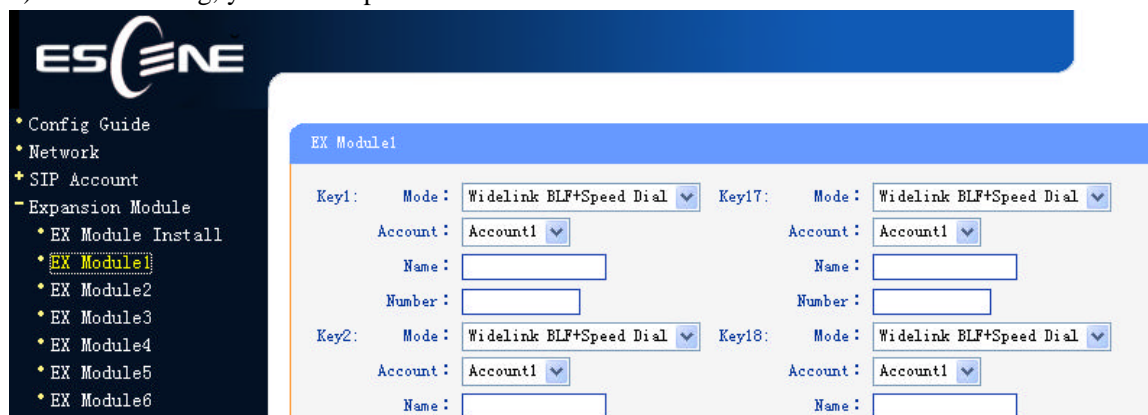 ESCENE
Config Guide
Network
SIP Account
Expansion Module
EX Module Install
EX Module1
EX Module2
EX Module3
EX Module4
EX Module5
EX Module6
EX Module1
Key1: Mode: Widelink BLF+Speed Dial Key17: Mode: Widelink BLF+Speed Dial
Account: Account1 Account: Account1
Name: Name:
Number: Number:
Key2: Mode: Widelink BLF+Speed Dial Key18: Mode: Widelink BLF+Speed Dial
Account: Account1 Account: Account1
Name: Name: